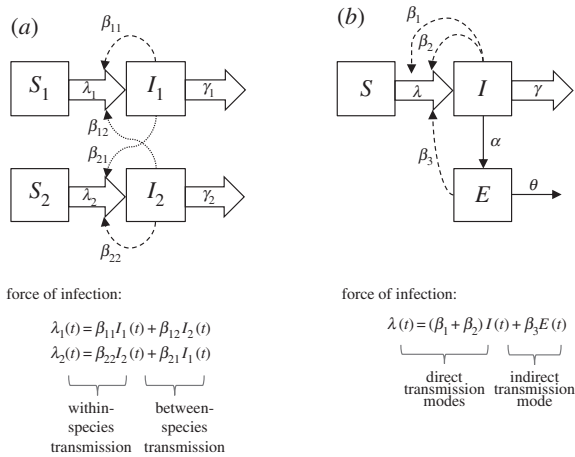 (a)
β11
S1
λ1
I1
γ1
β12
β21
S2
λ2
I2
γ2
β22
force of infection:
λ1(t) = β11I1(t) + β12I2(t)
λ2(t) = β22I2(t) + β21I1(t)
within-
species
transmission
between-
species
transmission
(b)
β1
β2
S
λ
I
γ
α
β3
E
θ
force of infection:
λ(t) = (β1 + β2) I(t) + β3E(t)
direct
transmission
modes
indirect
transmission
mode